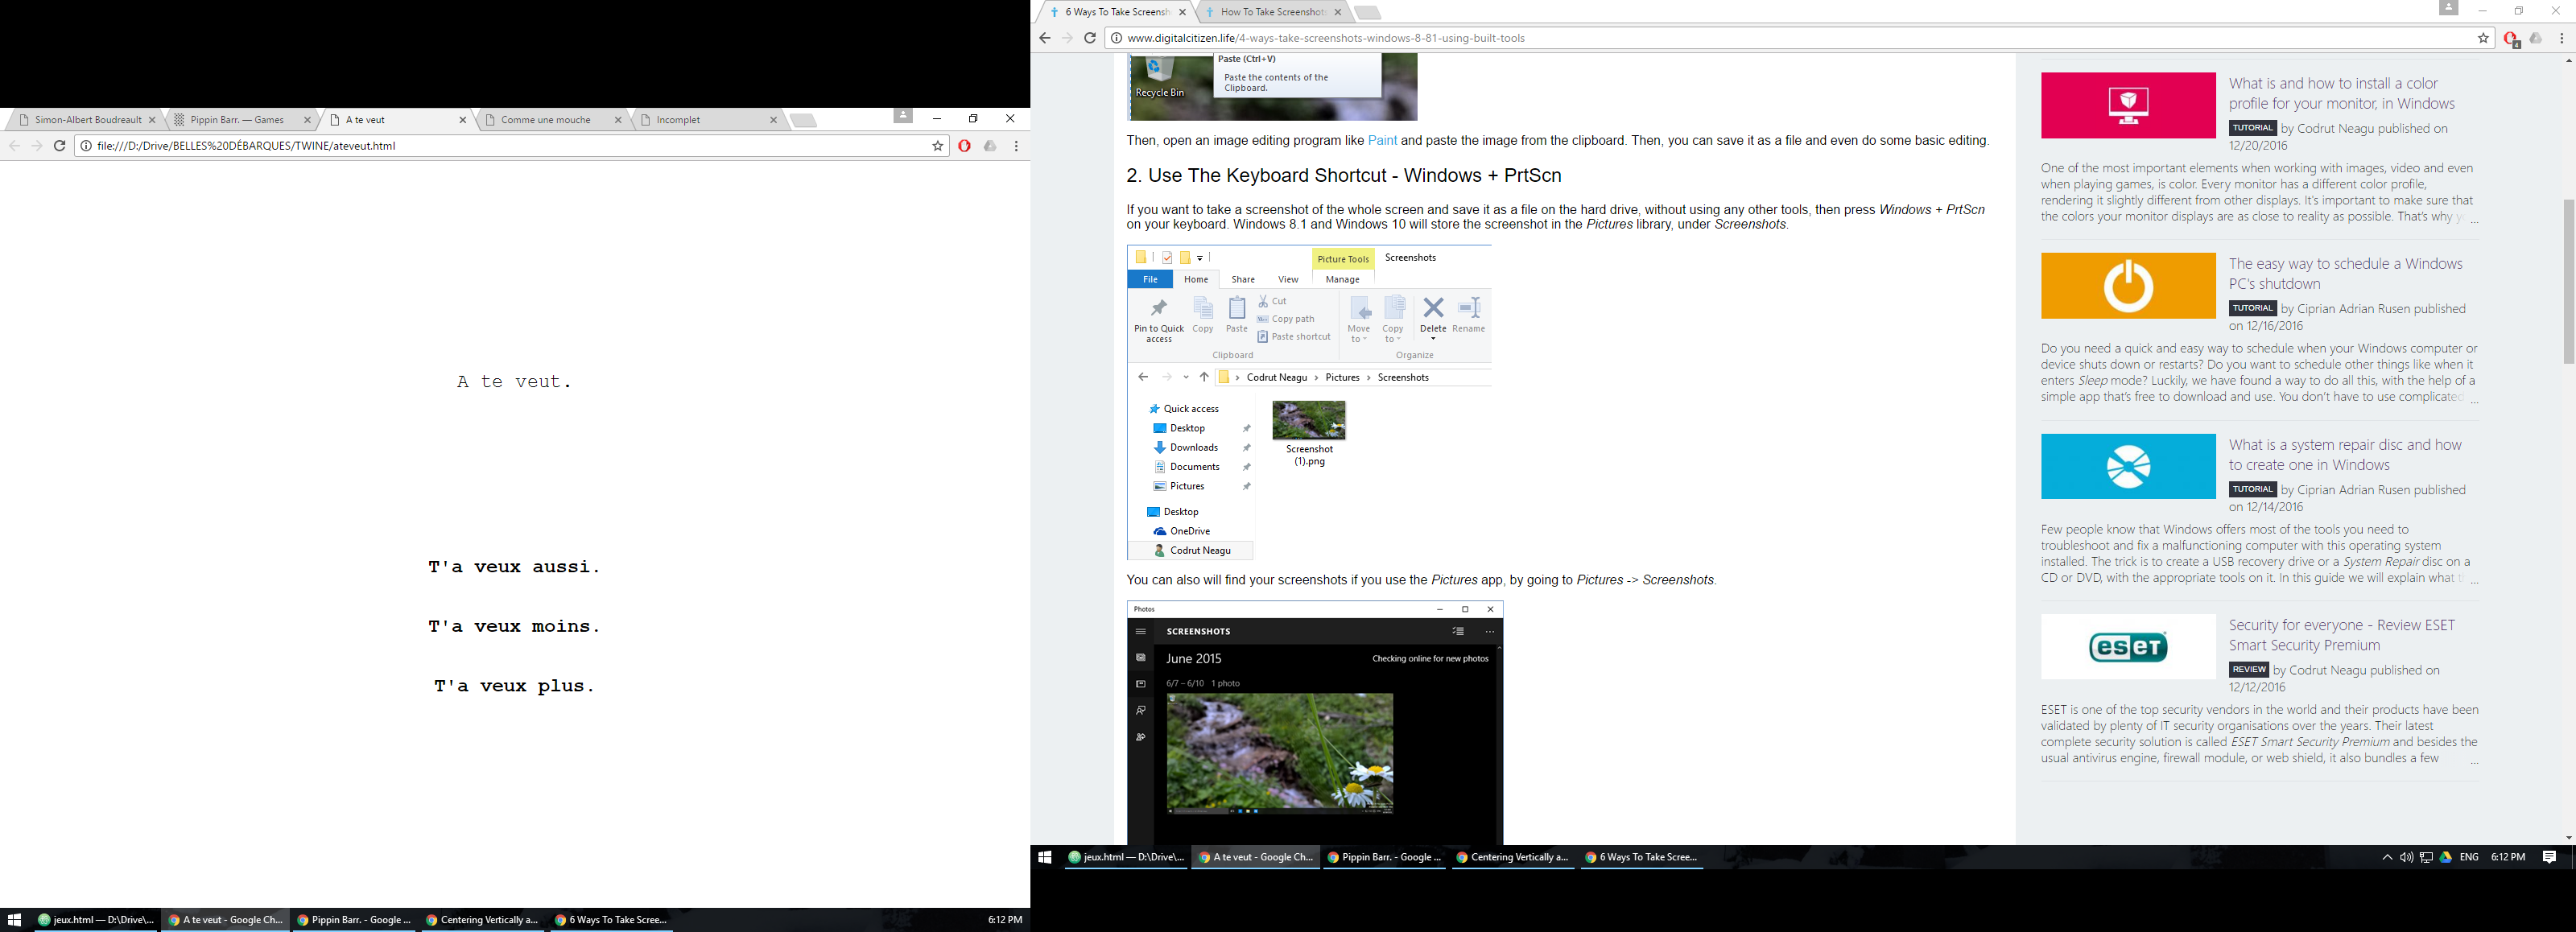 Simon-Albert Boudreault
Pippin Barr. — Games
A te veut
Comme une mouche
Incomplet
file:///D:/Drive/BELLES%20DÉBARQUES/TWINE/ateveut.html
A te veut.
T'a veux aussi.
T'a veux moins.
T'a veux plus.
jeux.html — D:\Drive\...
A te veut - Google Ch...
Pippin Barr. - Google ...
Centering Vertically a...
6 Ways To Take Scree...
6:12 PM
6 Ways To Take Screensh
How To Take Screenshots
www.digitalcitizen.life/4-ways-take-screenshots-windows-8-81-using-built-tools
4
Recycle Bin
Paste (Ctrl+V)
Paste the contents of the
Clipboard.
Then, open an image editing program like Paint and paste the image from the clipboard. Then, you can save it as a file and even do some basic editing.
2. Use The Keyboard Shortcut - Windows + PrtScn
If you want to take a screenshot of the whole screen and save it as a file on the hard drive, without using any other tools, then press Windows + PrtScn
on your keyboard. Windows 8.1 and Windows 10 will store the screenshot in the Pictures library, under Screenshots.
Picture Tools
Screenshots
File
Home
Share
View
Manage
Pin to Quick
access
Copy
Paste
Cut
Copy path
Paste shortcut
Move
to
Copy
to
Delete
Rename
Clipboard
Organize
Codrut Neagu > Pictures > Screenshots
Quick access
Desktop
Downloads
Documents
Pictures
Desktop
OneDrive
Codrut Neagu
Screenshot
(1).png
You can also will find your screenshots if you use the Pictures app, by going to Pictures -> Screenshots.
Photos
SCREENSHOTS
June 2015
Checking online for new photos
6/7 – 6/10 1 photo
What is and how to install a color
profile for your monitor, in Windows
TUTORIAL by Codrut Neagu published on
12/20/2016
One of the most important elements when working with images, video and even
when playing games, is color. Every monitor has a different color profile,
rendering it slightly different from other displays. It's important to make sure that
the colors your monitor displays are as close to reality as possible. That's why ...
The easy way to schedule a Windows
PC's shutdown
TUTORIAL by Ciprian Adrian Rusen published
on 12/16/2016
Do you need a quick and easy way to schedule when your Windows computer or
device shuts down or restarts? Do you want to schedule other things like when it
enters Sleep mode? Luckily, we have found a way to do all this, with the help of a
simple app that's free to download and use. You don't have to use complicated ...
What is a system repair disc and how
to create one in Windows
TUTORIAL by Ciprian Adrian Rusen published
on 12/14/2016
Few people know that Windows offers most of the tools you need to
troubleshoot and fix a malfunctioning computer with this operating system
installed. The trick is to create a USB recovery drive or a System Repair disc on a
CD or DVD, with the appropriate tools on it. In this guide we will explain what ...
eseT
Security for everyone - Review ESET
Smart Security Premium
REVIEW by Codrut Neagu published on
12/12/2016
ESET is one of the top security vendors in the world and their products have been
validated by plenty of IT security organisations over the years. Their latest
complete security solution is called ESET Smart Security Premium and besides the
usual antivirus engine, firewall module, or web shield, it also bundles a few ...
jeux.html — D:\Drive\...
A te veut - Google Ch...
Pippin Barr. - Google ...
Centering Vertically a...
6 Ways To Take Scree...
ENG
6:12 PM